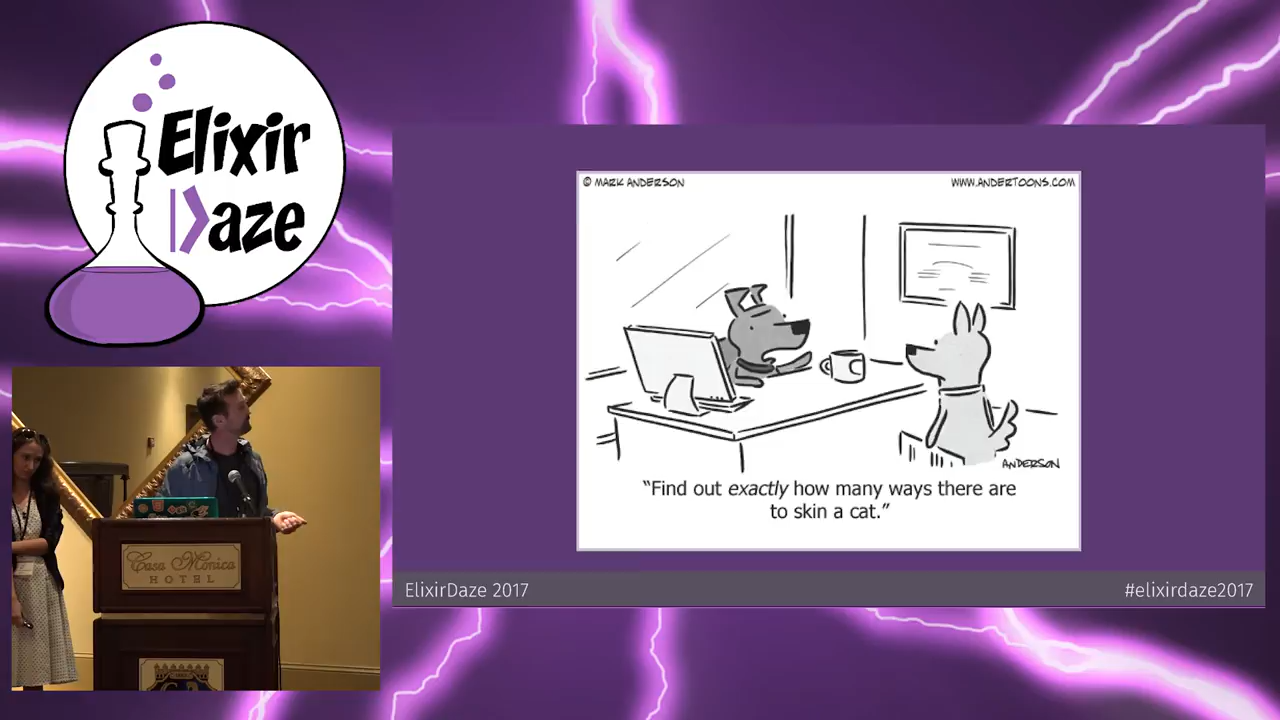 Elixir
Daze
© MARK ANDERSON
WWW.ANDERTOONS.COM
ANDERSON
“Find out exactly how many ways there are
to skin a cat.”
Casa Monica
HOTEL
ElixirDaze 2017
#elixirdaze2017